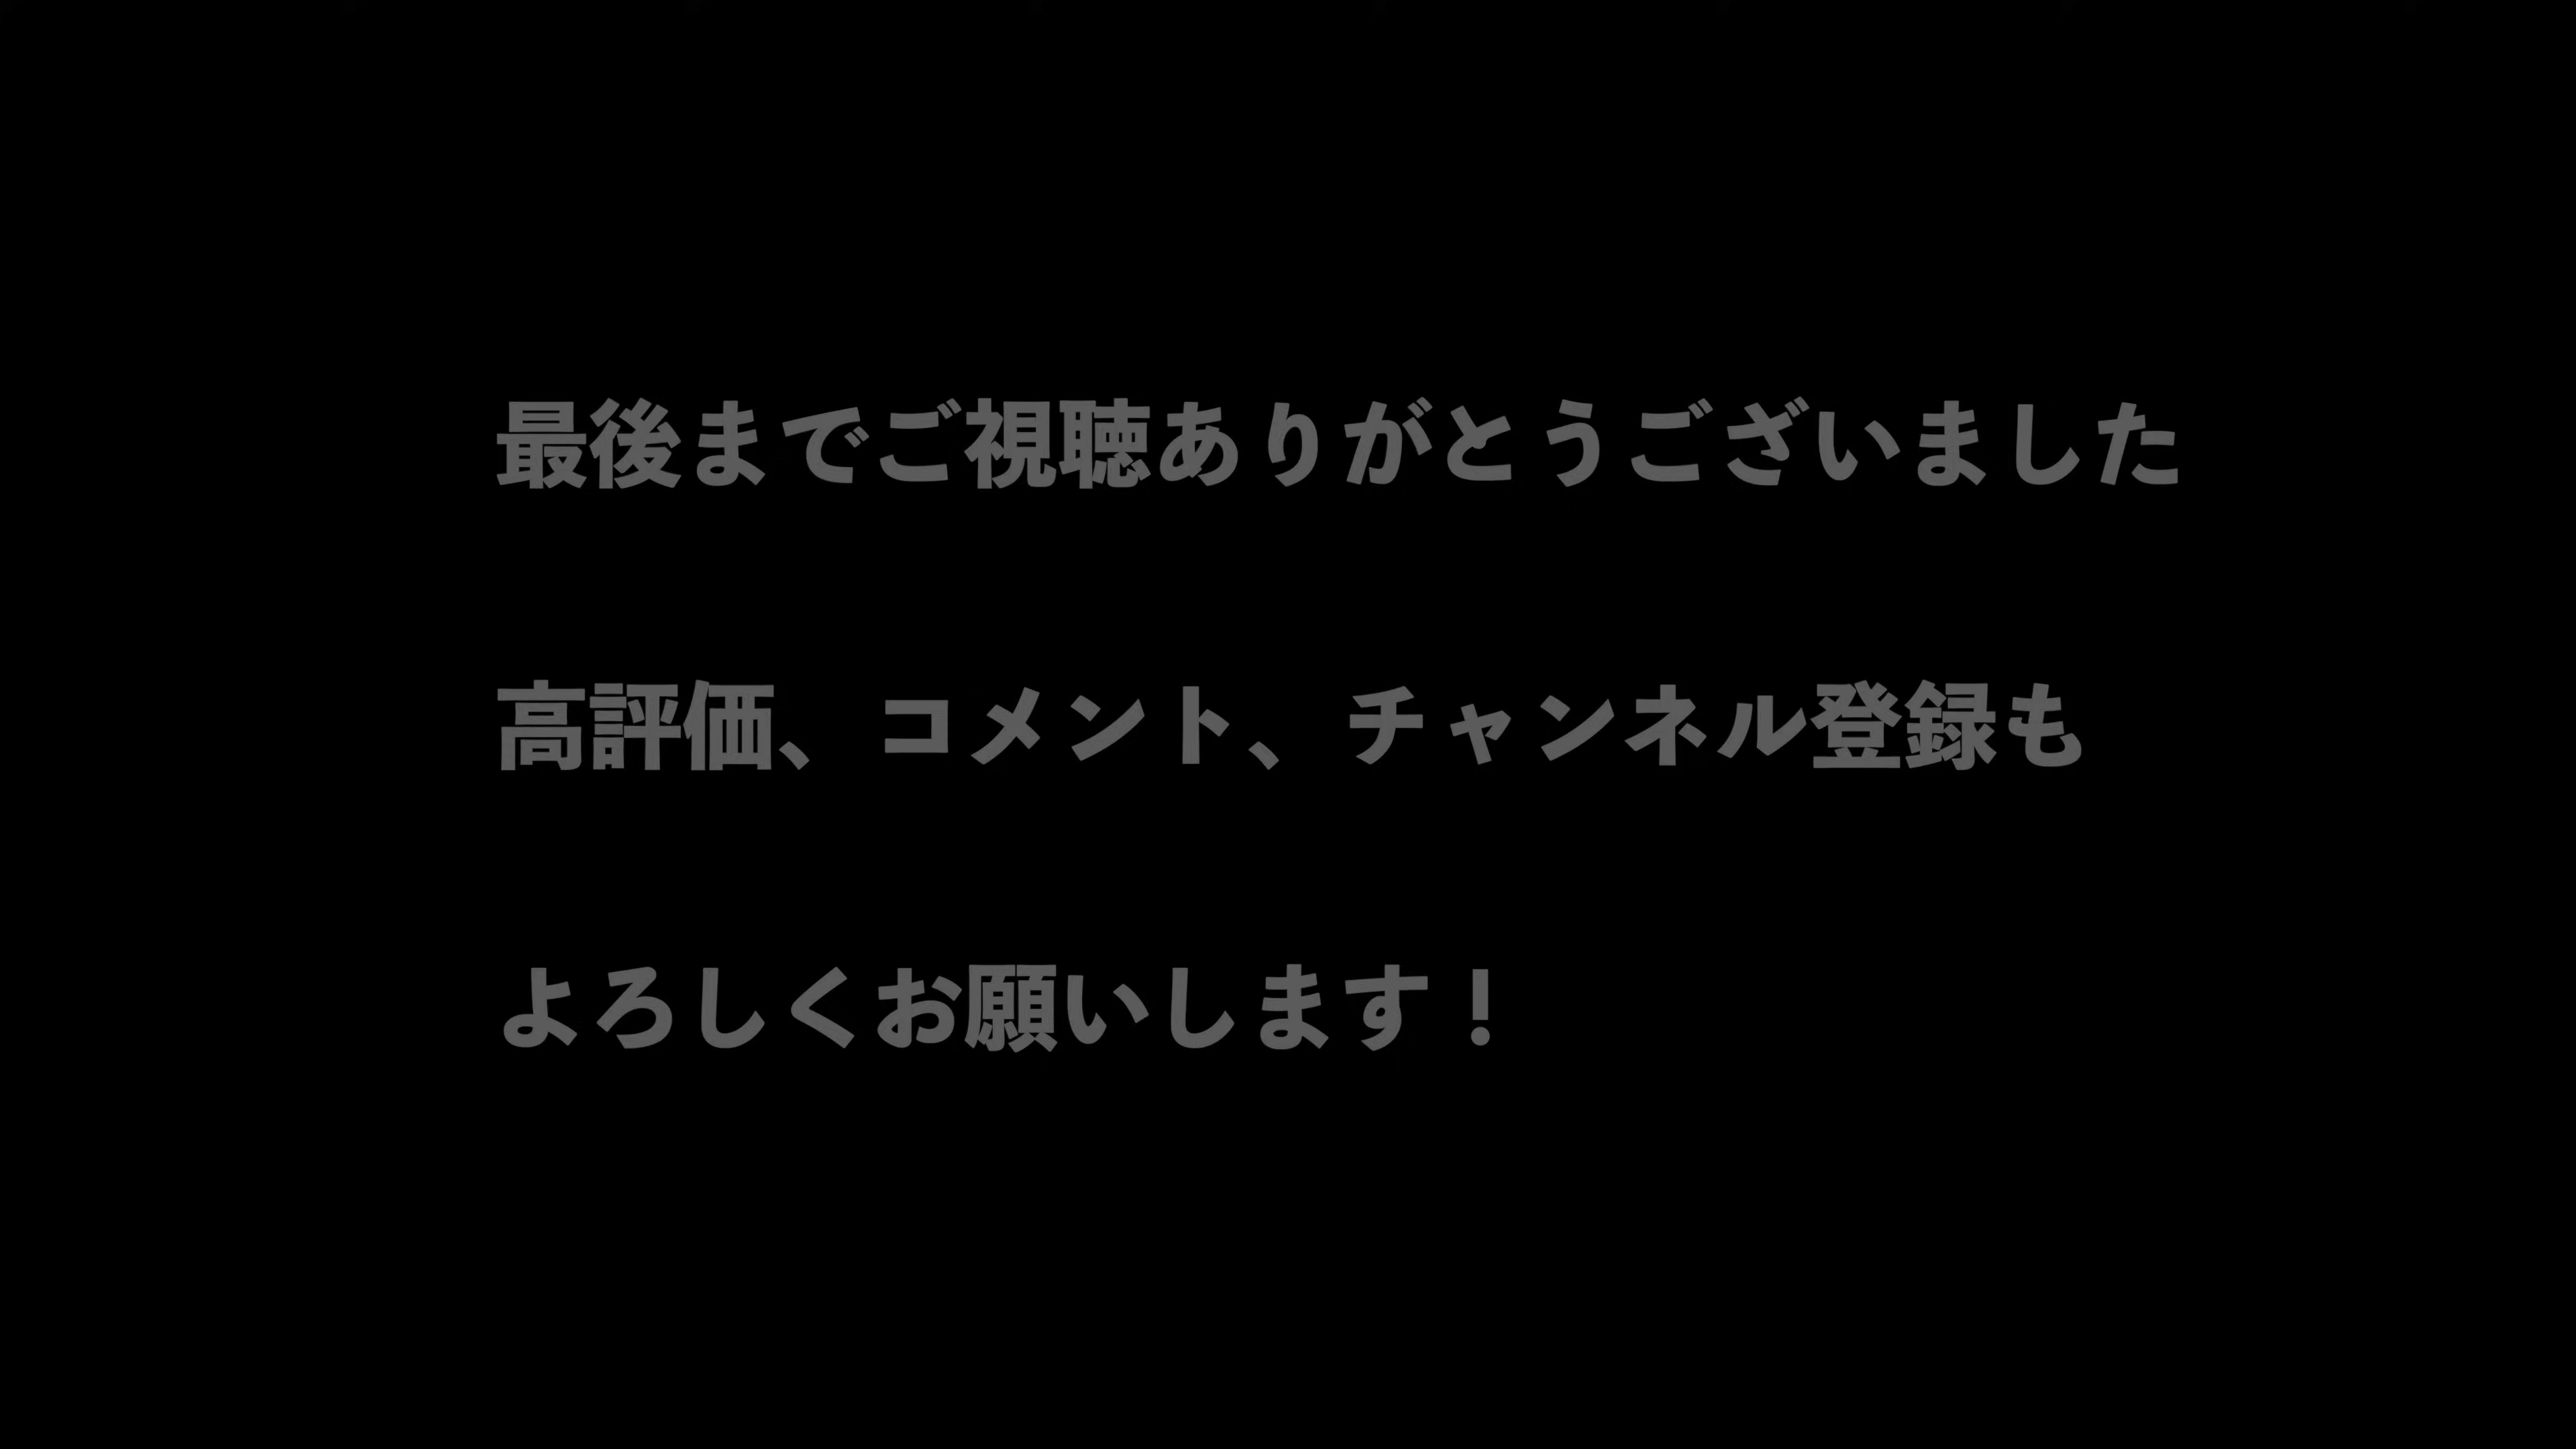 最後までご視聴ありがとうございました
高評価、コメント、チャンネル登録も
よろしくお願いします！